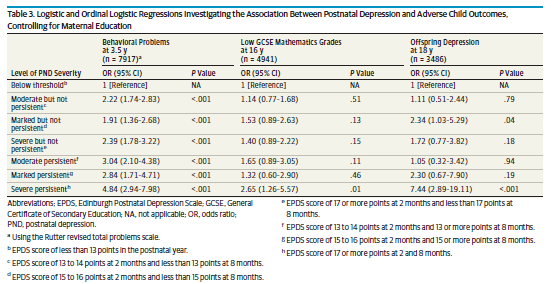 Table 3. Logistic and Ordinal Logistic Regressions Investigating the Association Between Postnatal Depression and Adverse Child Outcomes,
Controlling for Maternal Education
Behavioral Problems at 3.5 y (n = 7917)a Low GCSE Mathematics Grades at 16 y (n = 4941) Offspring Depression at 18 y (n = 3486)
Level of PND Severity OR (95% CI) P Value OR (95% CI) P Value OR (95% CI) P Value
Below thresholdb 1 [Reference] NA 1 [Reference] NA 1 [Reference] NA
Moderate but not persistentc 2.22 (1.74-2.83) <.001 1.14 (0.77-1.68) .51 1.11 (0.51-2.44) .79
Marked but not persistentd 1.91 (1.36-2.68) <.001 1.53 (0.89-2.63) .13 2.34 (1.03-5.29) .04
Severe but not persistente 2.39 (1.78-3.22) <.001 1.40 (0.89-2.22) .15 1.72 (0.77-3.82) .18
Moderate persistentf 3.04 (2.10-4.38) <.001 1.65 (0.89-3.05) .11 1.05 (0.32-3.42) .94
Marked persistentg 2.84 (1.71-4.71) <.001 1.32 (0.60-2.90) .46 2.30 (0.67-7.90) .19
Severe persistenth 4.84 (2.94-7.98) <.001 2.65 (1.26-5.57) .01 7.44 (2.89-19.11) <.001
Abbreviations: EPDS, Edinburgh Postnatal Depression Scale; GCSE, General
Certificate of Secondary Education; NA, not applicable; OR, odds ratio;
PND, postnatal depression.
a Using the Rutter revised total problems scale.
b EPDS score of less than 13 points in the postnatal year.
c EPDS score of 13 to 14 points at 2 months and less than 13 points at 8 months.
d EPDS score of 15 to 16 points at 2 months and less than 15 points at 8 months.
e EPDS score of 17 or more points at 2 months and less than 17 points at
8 months.
f EPDS score of 13 to 14 points at 2 months and 13 or more points at 8 months.
g EPDS score of 15 to 16 points at 2 months and 15 or more points at 8 months.
h EPDS score of 17 or more points at 2 and 8 months.